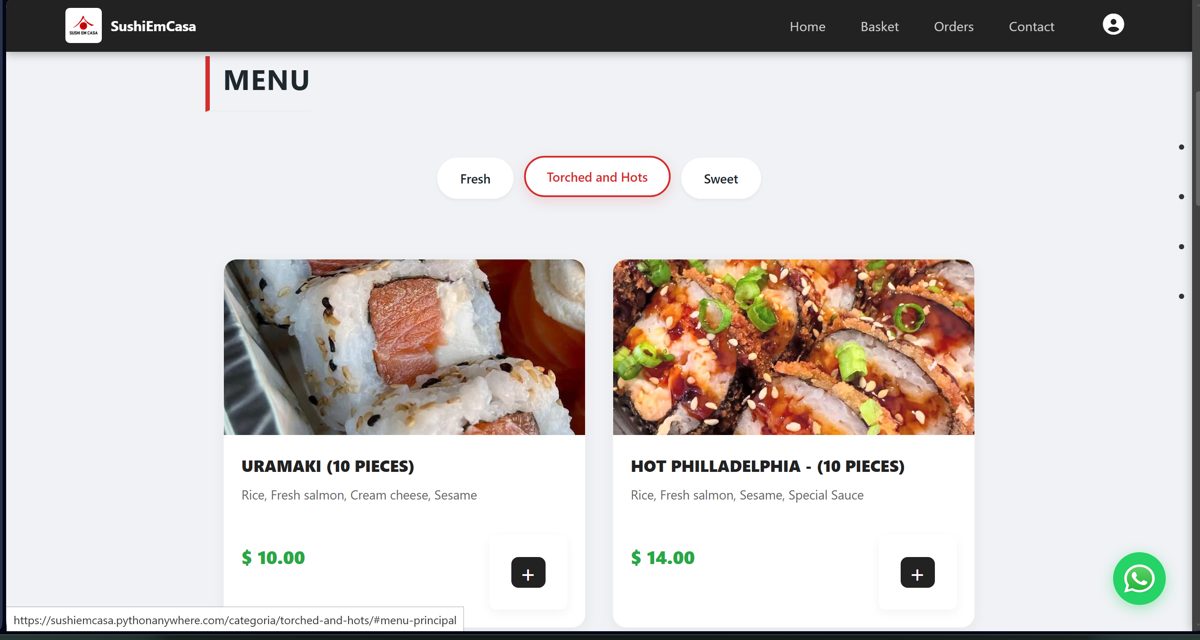 SUSHI EM CASA
SushiEmCasa
Home
Basket
Orders
Contact
MENU
Fresh
Torched and Hots
Sweet
URAMAKI (10 PIECES)
Rice, Fresh salmon, Cream cheese, Sesame
$ 10.00
+
HOT PHILLADELPHIA - (10 PIECES)
Rice, Fresh salmon, Sesame, Special Sauce
$ 14.00
+
https://sushiemcasa.pythonanywhere.com/categoria/torched-and-hots/#menu-principal